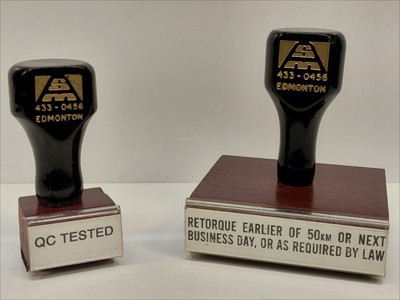 433-0456
EDMONTON
QC TESTED
433-0456
EDMONTON
RETORQUE EARLIER OF 50KM OR NEXT
BUSINESS DAY, OR AS REQUIRED BY LAW